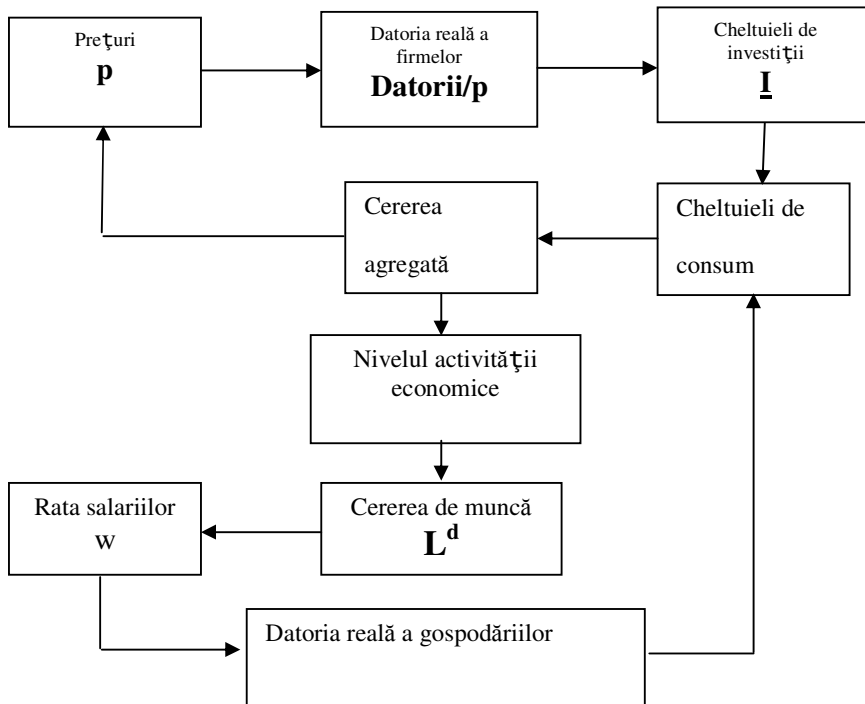 Preţuri
p
Datoria reală a
firmelor
Datorii/p
Cheltuieli de
investiţii
I
Cererea
agregată
Cheltuieli de
consum
Nivelul activităţii
economice
Rata salariilor
w
Cererea de muncă
L^d
Datoria reală a gospodăriilor